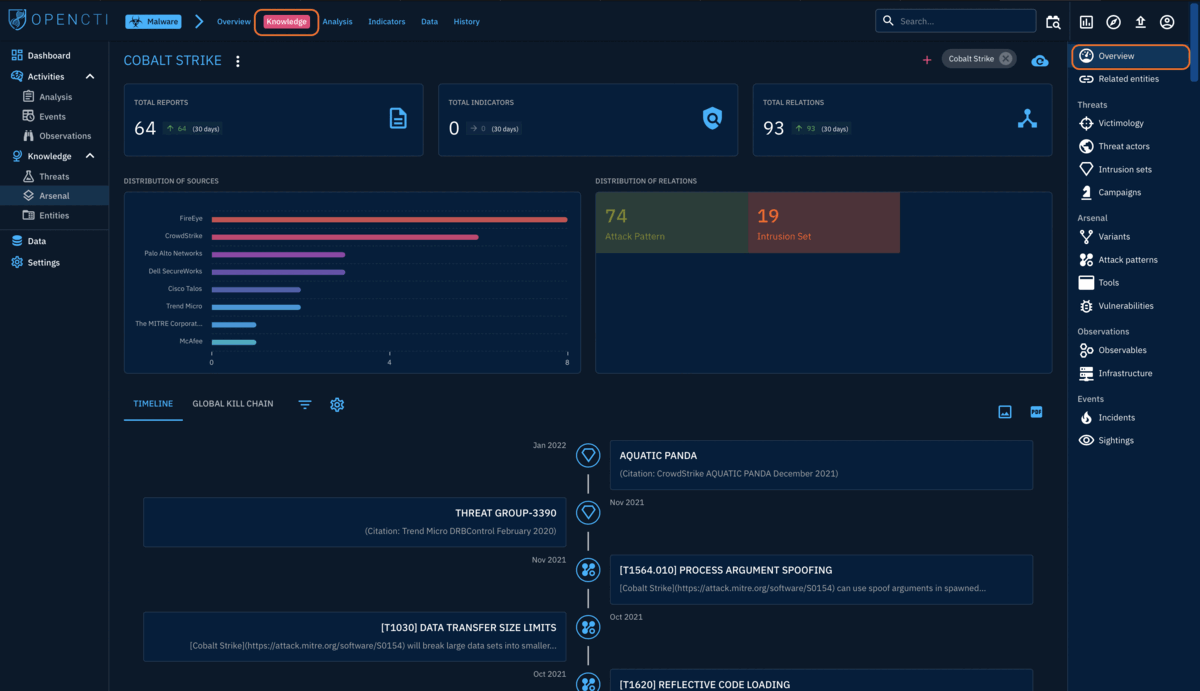 OPENCTI
Malware
Overview
Knowledge
Analysis
Indicators
Data
History
Search...
Dashboard
Activities
Analysis
Events
Observations
Knowledge
Threats
Arsenal
Entities
Data
Settings
COBALT STRIKE
Cobalt Strike
TOTAL REPORTS
64 64 (30 days)
TOTAL INDICATORS
0 0 (30 days)
TOTAL RELATIONS
93 93 (30 days)
DISTRIBUTION OF SOURCES
FireEye
CrowdStrike
Palo Alto Networks
Dell SecureWorks
Cisco Talos
Trend Micro
The MITRE Corporat...
McAfee
0 4 8
DISTRIBUTION OF RELATIONS
74
Attack Pattern
19
Intrusion Set
TIMELINE
GLOBAL KILL CHAIN
PDF
Jan 2022
AQUATIC PANDA
(Citation: CrowdStrike AQUATIC PANDA December 2021)
Nov 2021
THREAT GROUP-3390
(Citation: Trend Micro DRBControl February 2020)
Nov 2021
[T1564.010] PROCESS ARGUMENT SPOOFING
[Cobalt Strike](https://attack.mitre.org/software/S0154) can use spoof arguments in spawned...
Oct 2021
[T1030] DATA TRANSFER SIZE LIMITS
[Cobalt Strike](https://attack.mitre.org/software/S0154) will break large data sets into smaller...
Oct 2021
[T1620] REFLECTIVE CODE LOADING
Overview
Related entities
Threats
Victimology
Threat actors
Intrusion sets
Campaigns
Arsenal
Variants
Attack patterns
Tools
Vulnerabilities
Observations
Observables
Infrastructure
Events
Incidents
Sightings